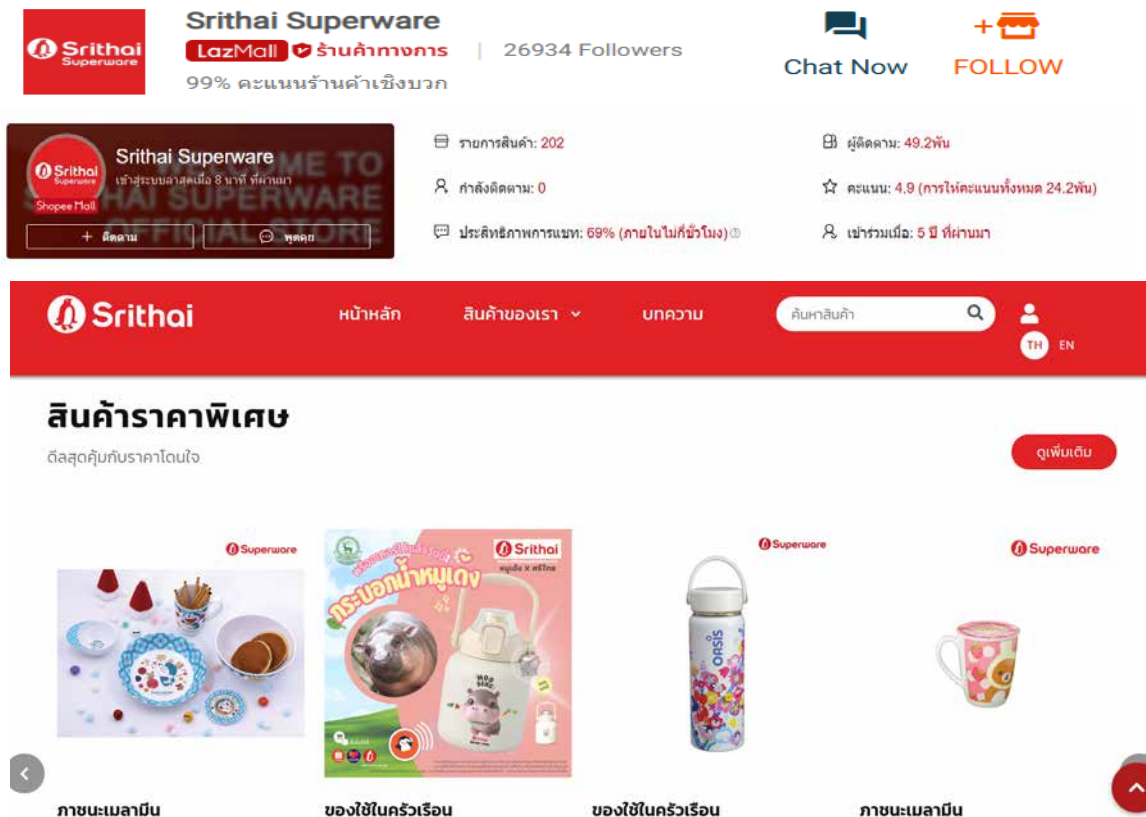 Srithai Superware
Srithai
Superware
LazMall ร้านค้าทางการ | 26934 Followers
99% คะแนนร้านค้าเชิงบวก
Chat Now
FOLLOW
Srithai
Superware
Shopee Mall
Srithai Superware
เข้าสู่ระบบล่าสุดเมื่อ 8 นาที ที่ผ่านมา
+ ติดตาม
พูดคุย
รายการสินค้า: 202
กำลังติดตาม: 0
ประสิทธิภาพการแชท: 69% (ภายในไม่กี่ชั่วโมง)
ผู้ติดตาม: 49.2พัน
คะแนน: 4.9 (การให้คะแนนทั้งหมด 24.2พัน)
เข้าร่วมเมื่อ: 5 ปี ที่ผ่านมา
Srithai
หน้าหลัก
สินค้าของเรา
บทความ
ค้นหาสินค้า
TH EN
สินค้าราคาพิเศษ
ดีลสุดคุ้มกับราคาโดนใจ
ดูเพิ่มเติม
Superware
Srithai
หมูเด้ง x ศรีไทย
กระบอกน้ำหมูเด้ง
Superware
OASIS
Superware
ภาชนะเมลามีน
ของใช้ในครัวเรือน
ของใช้ในครัวเรือน
ภาชนะเมลามีน